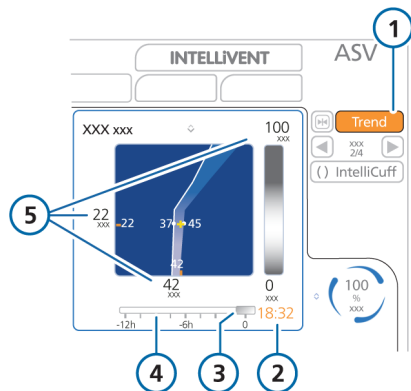 1
INTELLiVENT
ASV
Trend
XXX xxx
100
xxx
xxx
2/4
( ) IntelliCuff
5
22
xxx
22
37
45
42
42
xxx
0
xxx
100
%
xxx
-12h
-6h
0
18:32
4
3
2